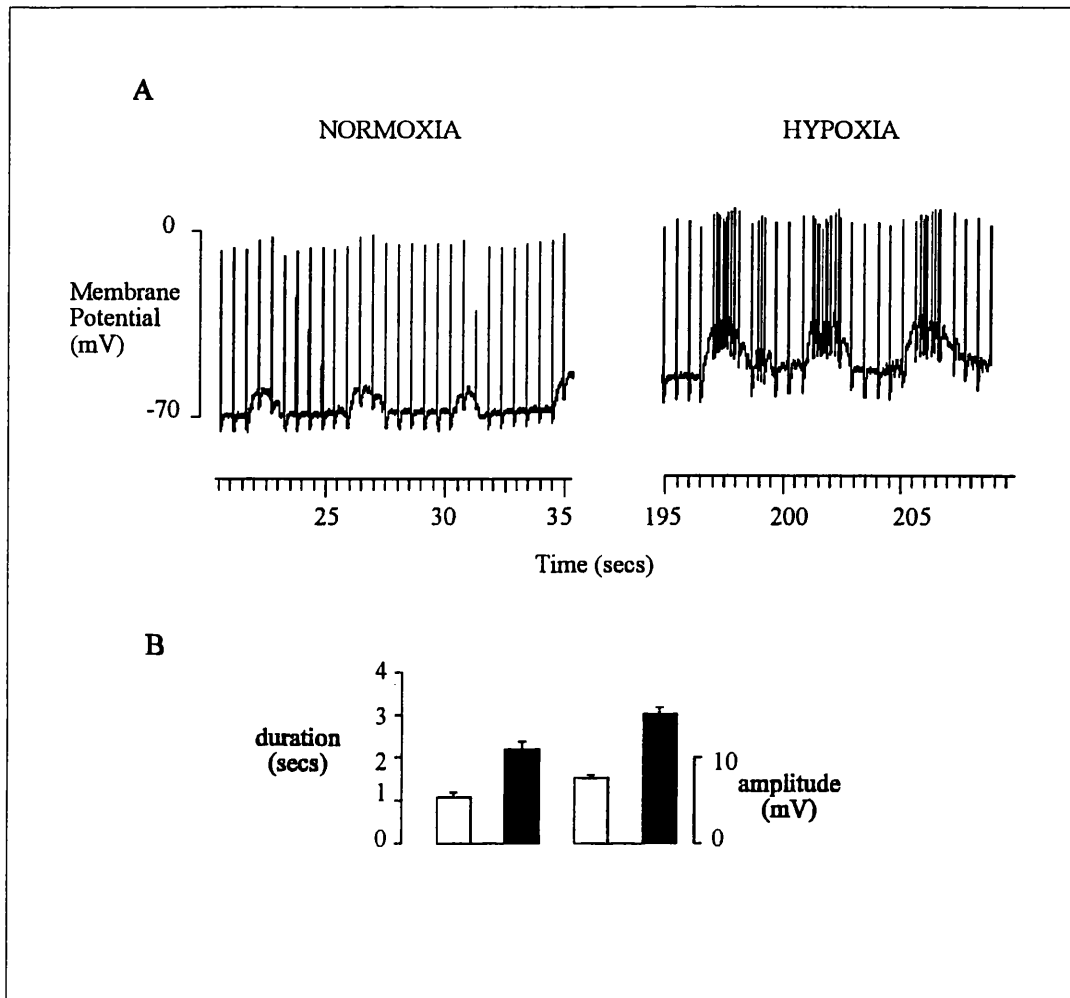 A
NORMOXIA
HYPOXIA
0
Membrane
Potential
(mV)
-70
25
30
35
195
200
205
Time (secs)
B
4
3
2
1
0
duration
(secs)
10
0
amplitude
(mV)